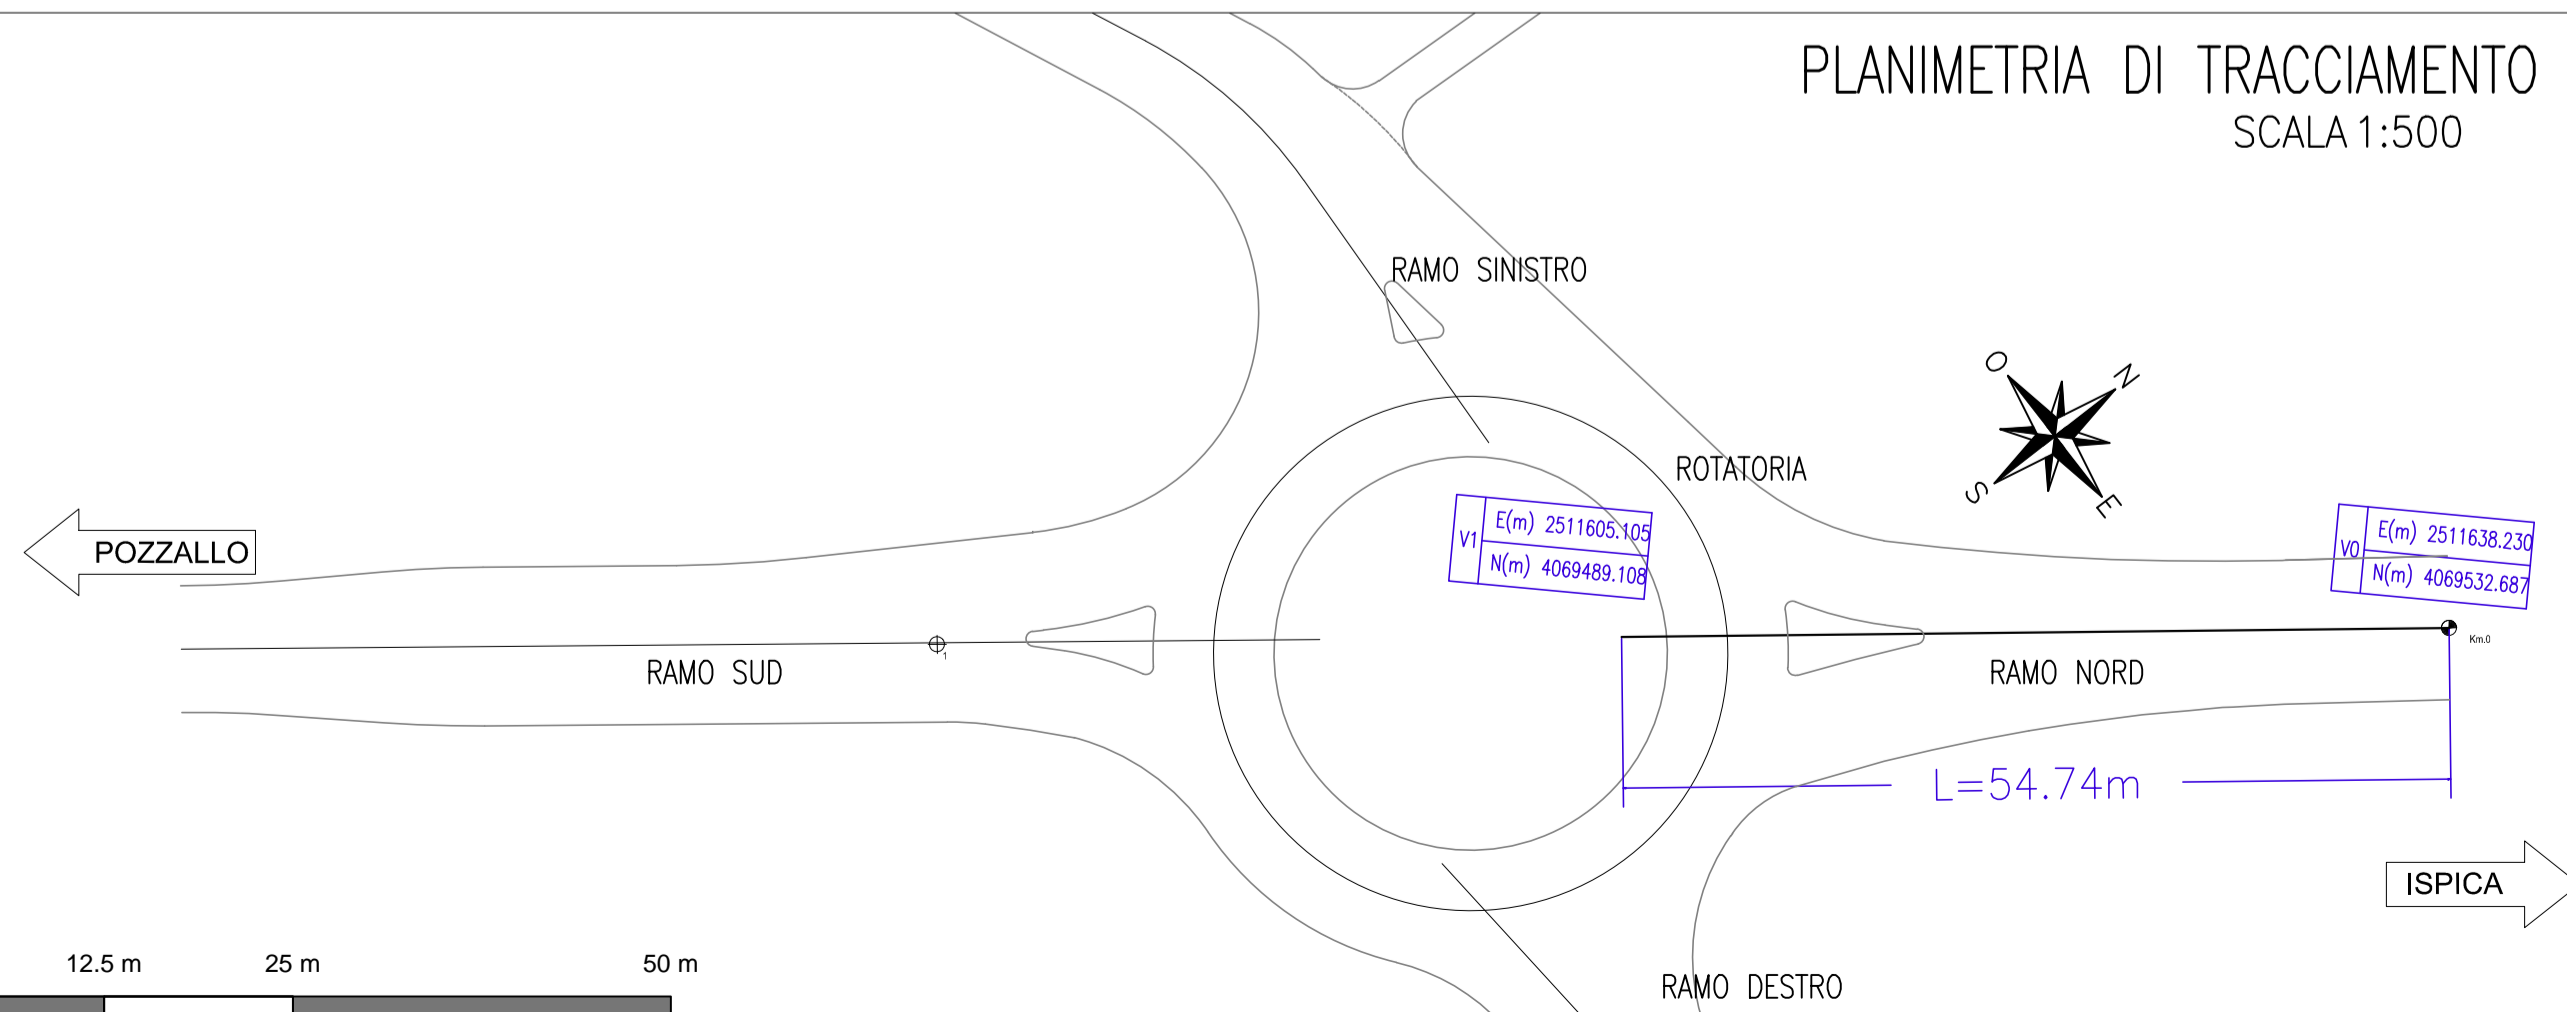 PLANIMETRIA DI TRACCIAMENTO
SCALA 1:500
RAMO SINISTRO
O
N
S
E
ROTATORIA
V1
E(m) 2511605.105
N(m) 4069489.108
V0
E(m) 2511638.230
N(m) 4069532.687
POZZALLO
Km.0
1
RAMO SUD
RAMO NORD
L=54.74m
ISPICA
12.5 m 25 m 50 m
RAMO DESTRO